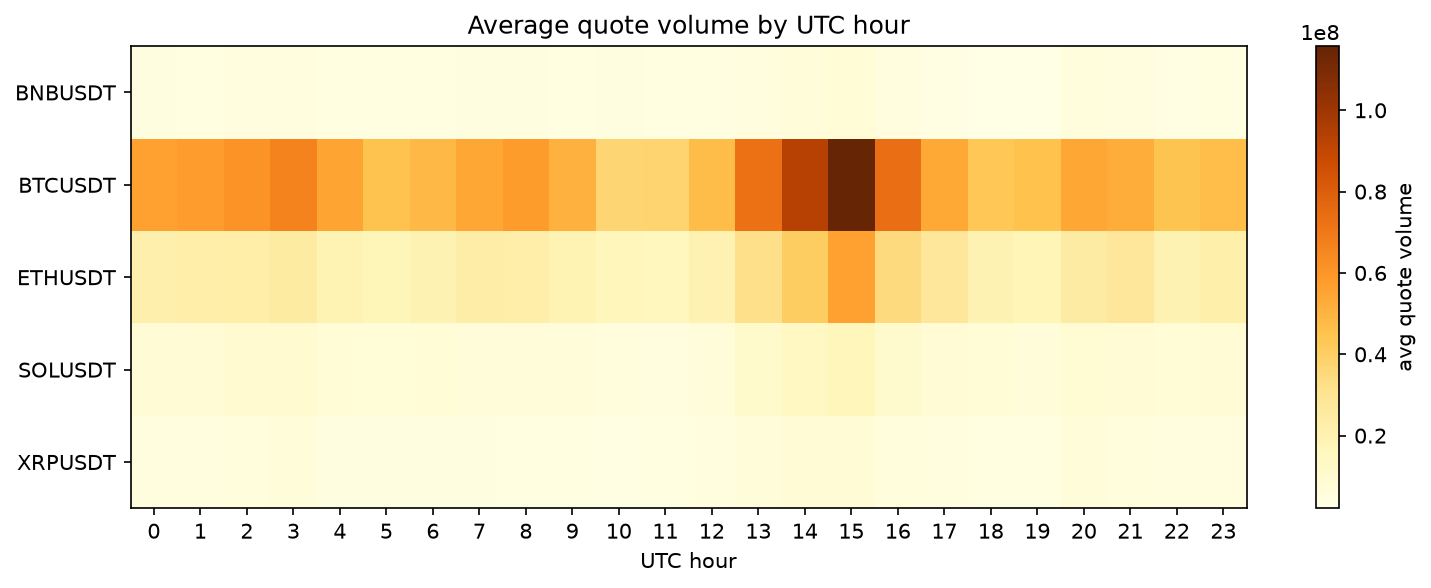 Average quote volume by UTC hour
1e8
BNBUSDT
BTCUSDT
ETHUSDT
SOLUSDT
XRPUSDT
0 1 2 3 4 5 6 7 8 9 10 11 12 13 14 15 16 17 18 19 20 21 22 23
UTC hour
1.0
0.8
0.6
0.4
0.2
avg quote volume